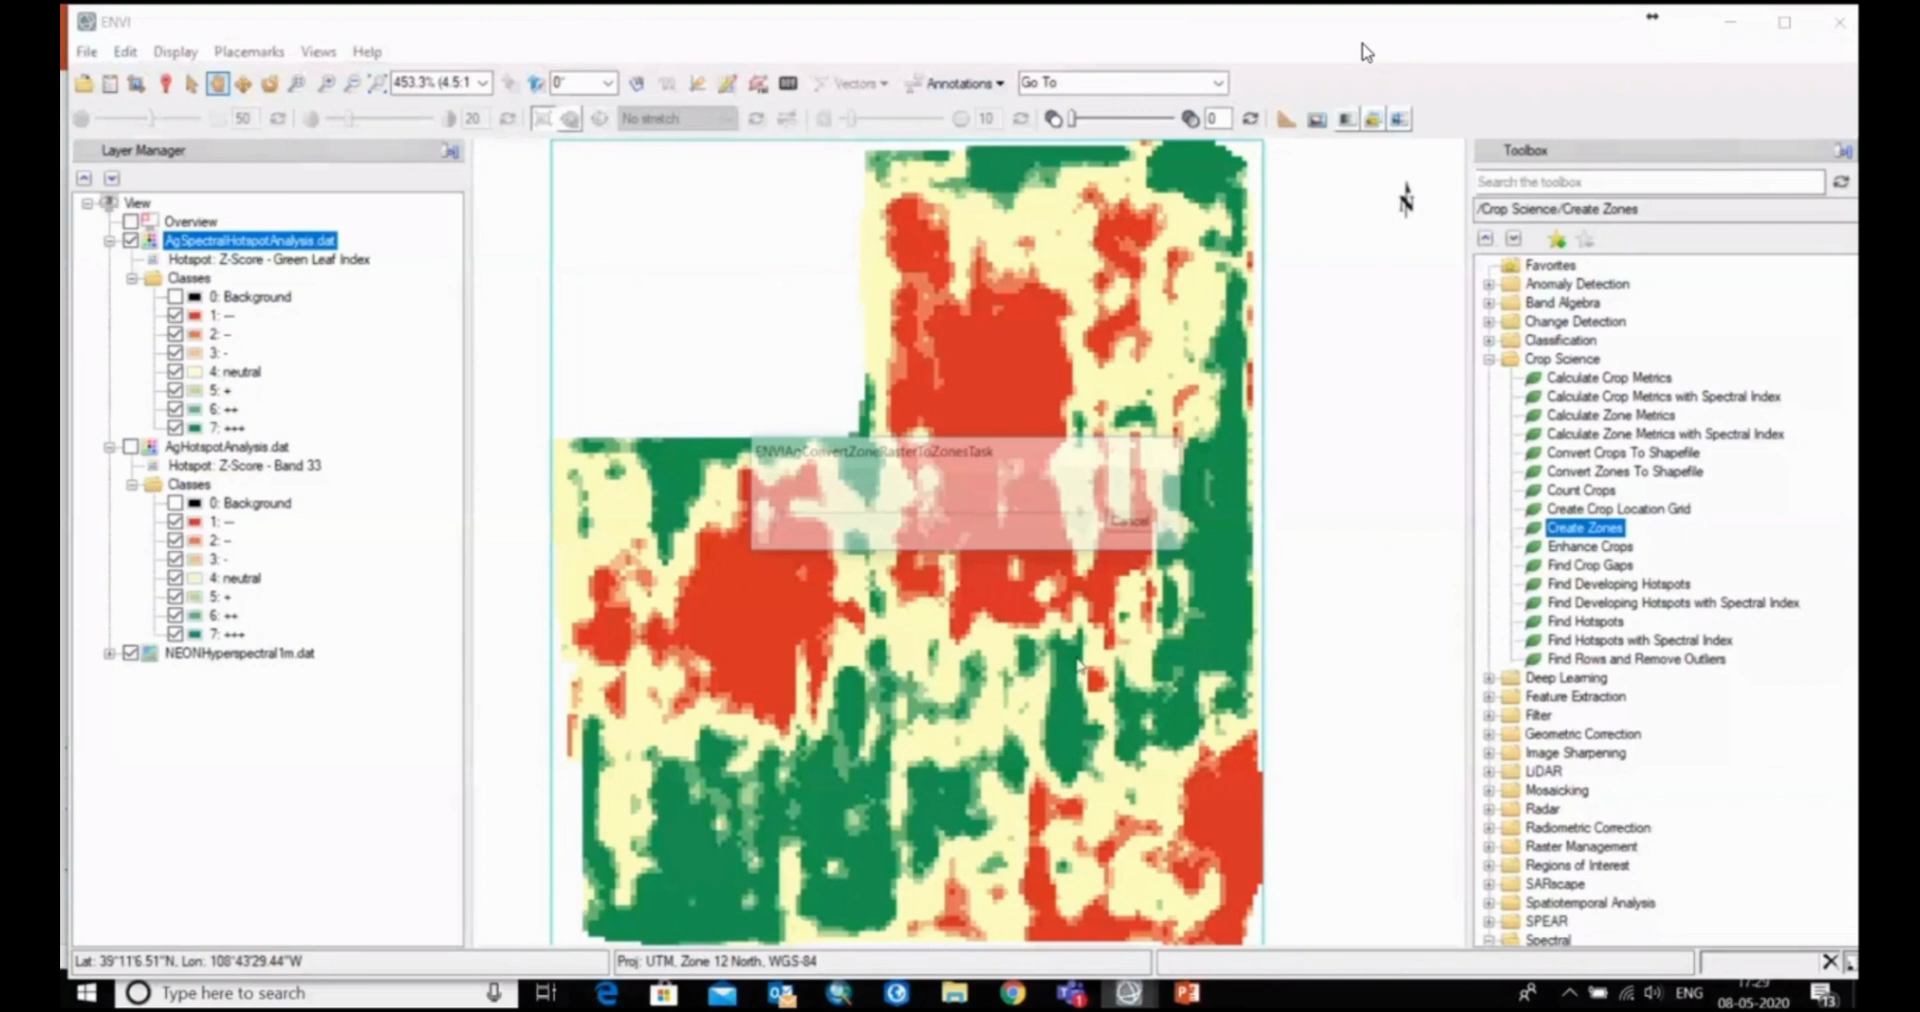 ENVI
File Edit Display Placemarks Views Help
453.3% (4.5:1 0° Vectors Annotations Go To
50 20 No stretch 10 0
Layer Manager
View
Overview
AgSpectralHotspotAnalysis.dat
Hotspot: Z-Score - Green Leaf Index
Classes
0: Background
1: ---
2: --
3: -
4: neutral
5: +
6: ++
7: +++
AgHotspotAnalysis.dat
Hotspot: Z-Score - Band 33
Classes
0: Background
1: ---
2: --
3: -
4: neutral
5: +
6: ++
7: +++
NEONHyperspectral1m.dat
N
ENVIAgConvertZoneRasterToZonesTask
Cancel
Toolbox
Search the toolbox
/Crop Science/Create Zones
Favorites
Anomaly Detection
Band Algebra
Change Detection
Classification
Crop Science
Calculate Crop Metrics
Calculate Crop Metrics with Spectral Index
Calculate Zone Metrics
Calculate Zone Metrics with Spectral Index
Convert Crops To Shapefile
Convert Zones To Shapefile
Count Crops
Create Crop Location Grid
Create Zones
Enhance Crops
Find Crop Gaps
Find Developing Hotspots
Find Developing Hotspots with Spectral Index
Find Hotspots
Find Hotspots with Spectral Index
Find Rows and Remove Outliers
Deep Learning
Feature Extraction
Filter
Geometric Correction
Image Sharpening
LiDAR
Mosaicking
Radar
Radiometric Correction
Raster Management
Regions of Interest
SARscape
Spatiotemporal Analysis
SPEAR
Spectral
Lat: 39°11'6.51"N, Lon: 108°43'29.44"W
Proj: UTM, Zone 12 North, WGS-84
Type here to search
ENG
17:29
08-05-2020
13